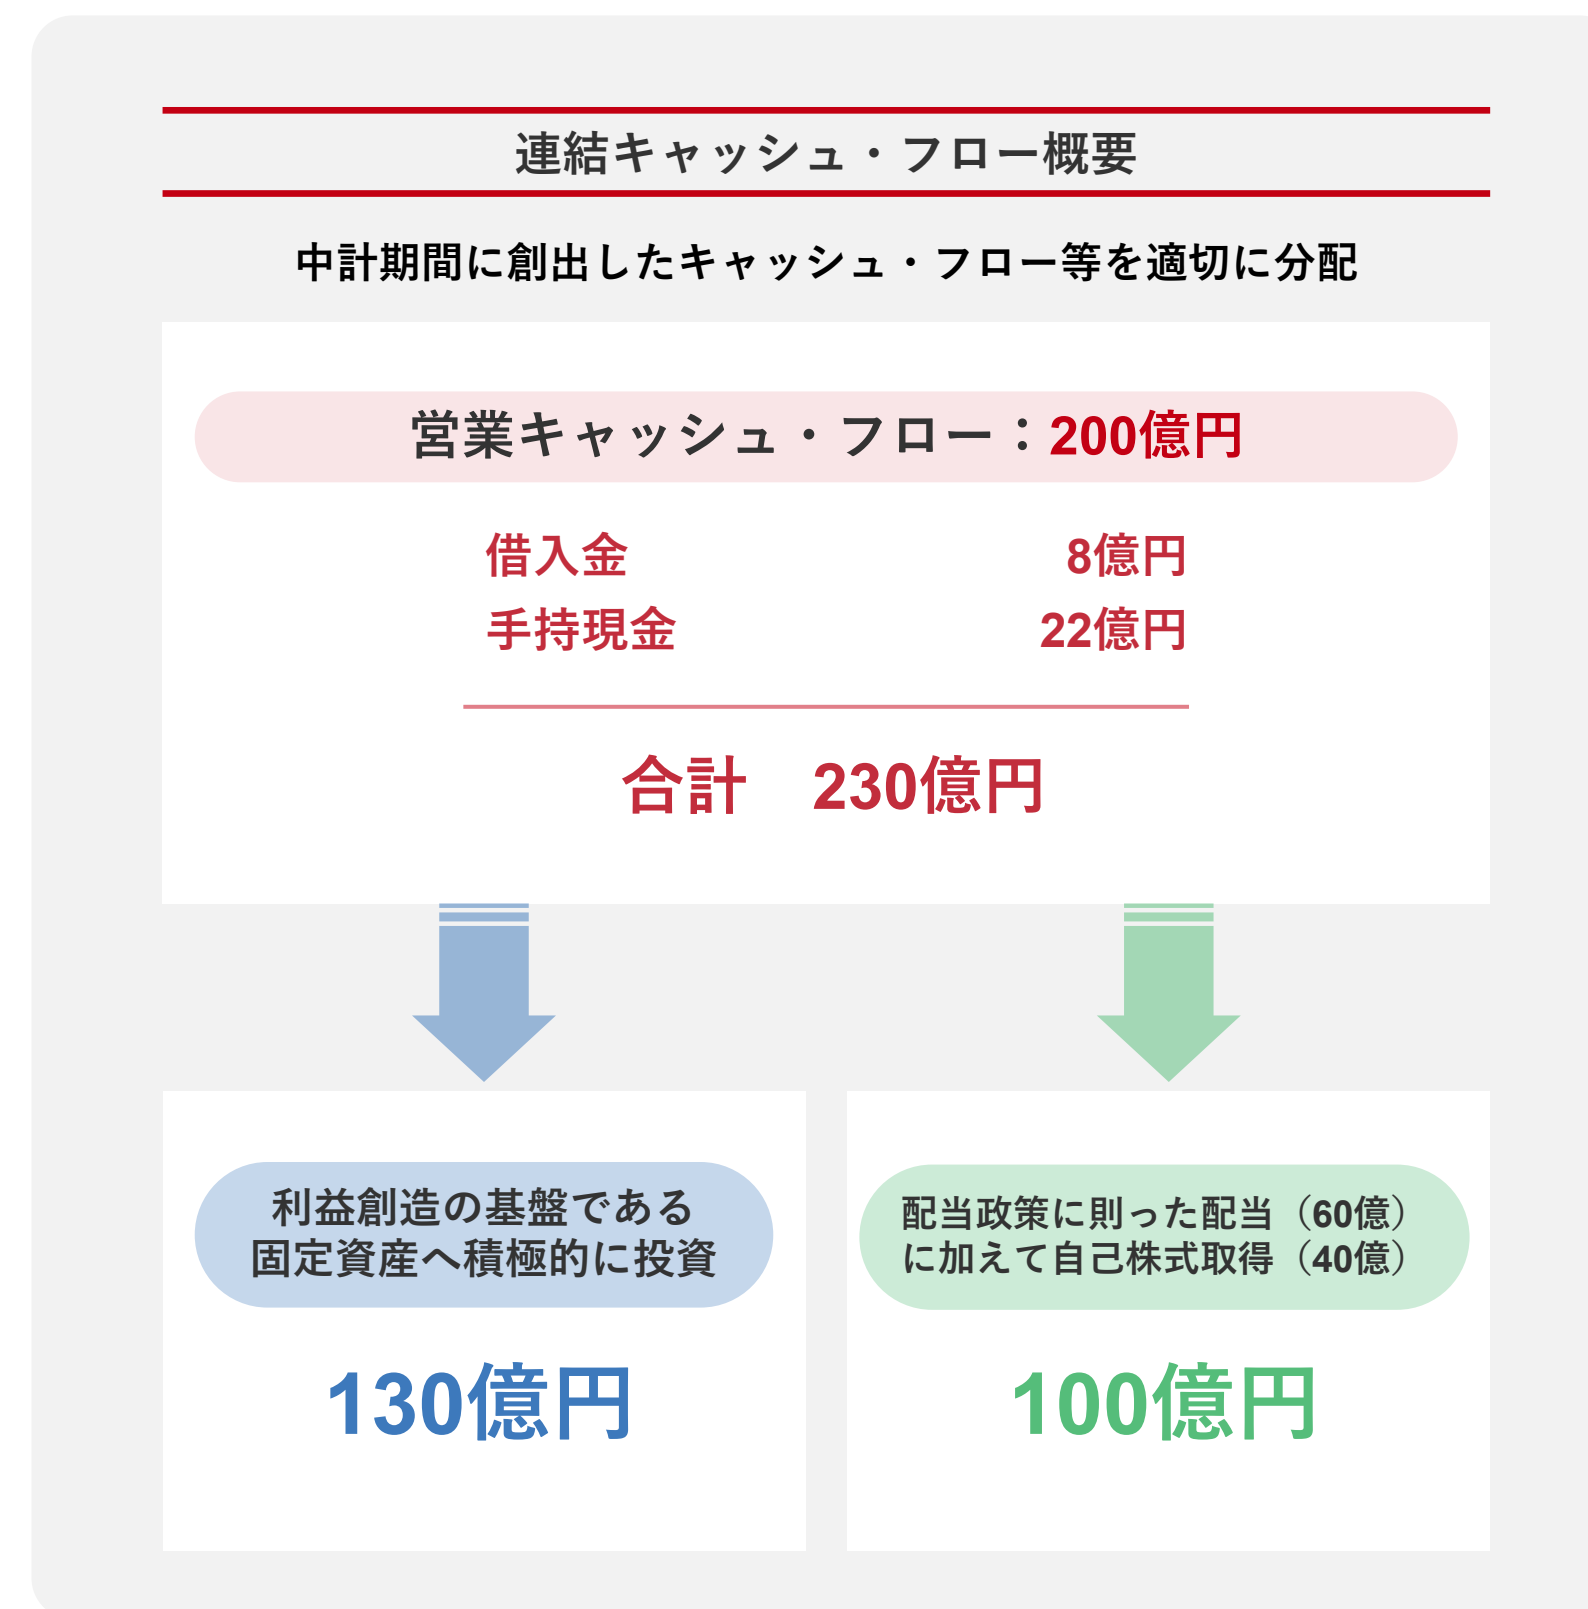 連結キャッシュ・フロー概要
中計期間に創出したキャッシュ・フロー等を適切に分配
営業キャッシュ・フロー：200億円
借入金 8億円
手持現金 22億円
合計　230億円
利益創造の基盤である
固定資産へ積極的に投資
130億円
配当政策に則った配当（60億）
に加えて自己株式取得（40億）
100億円